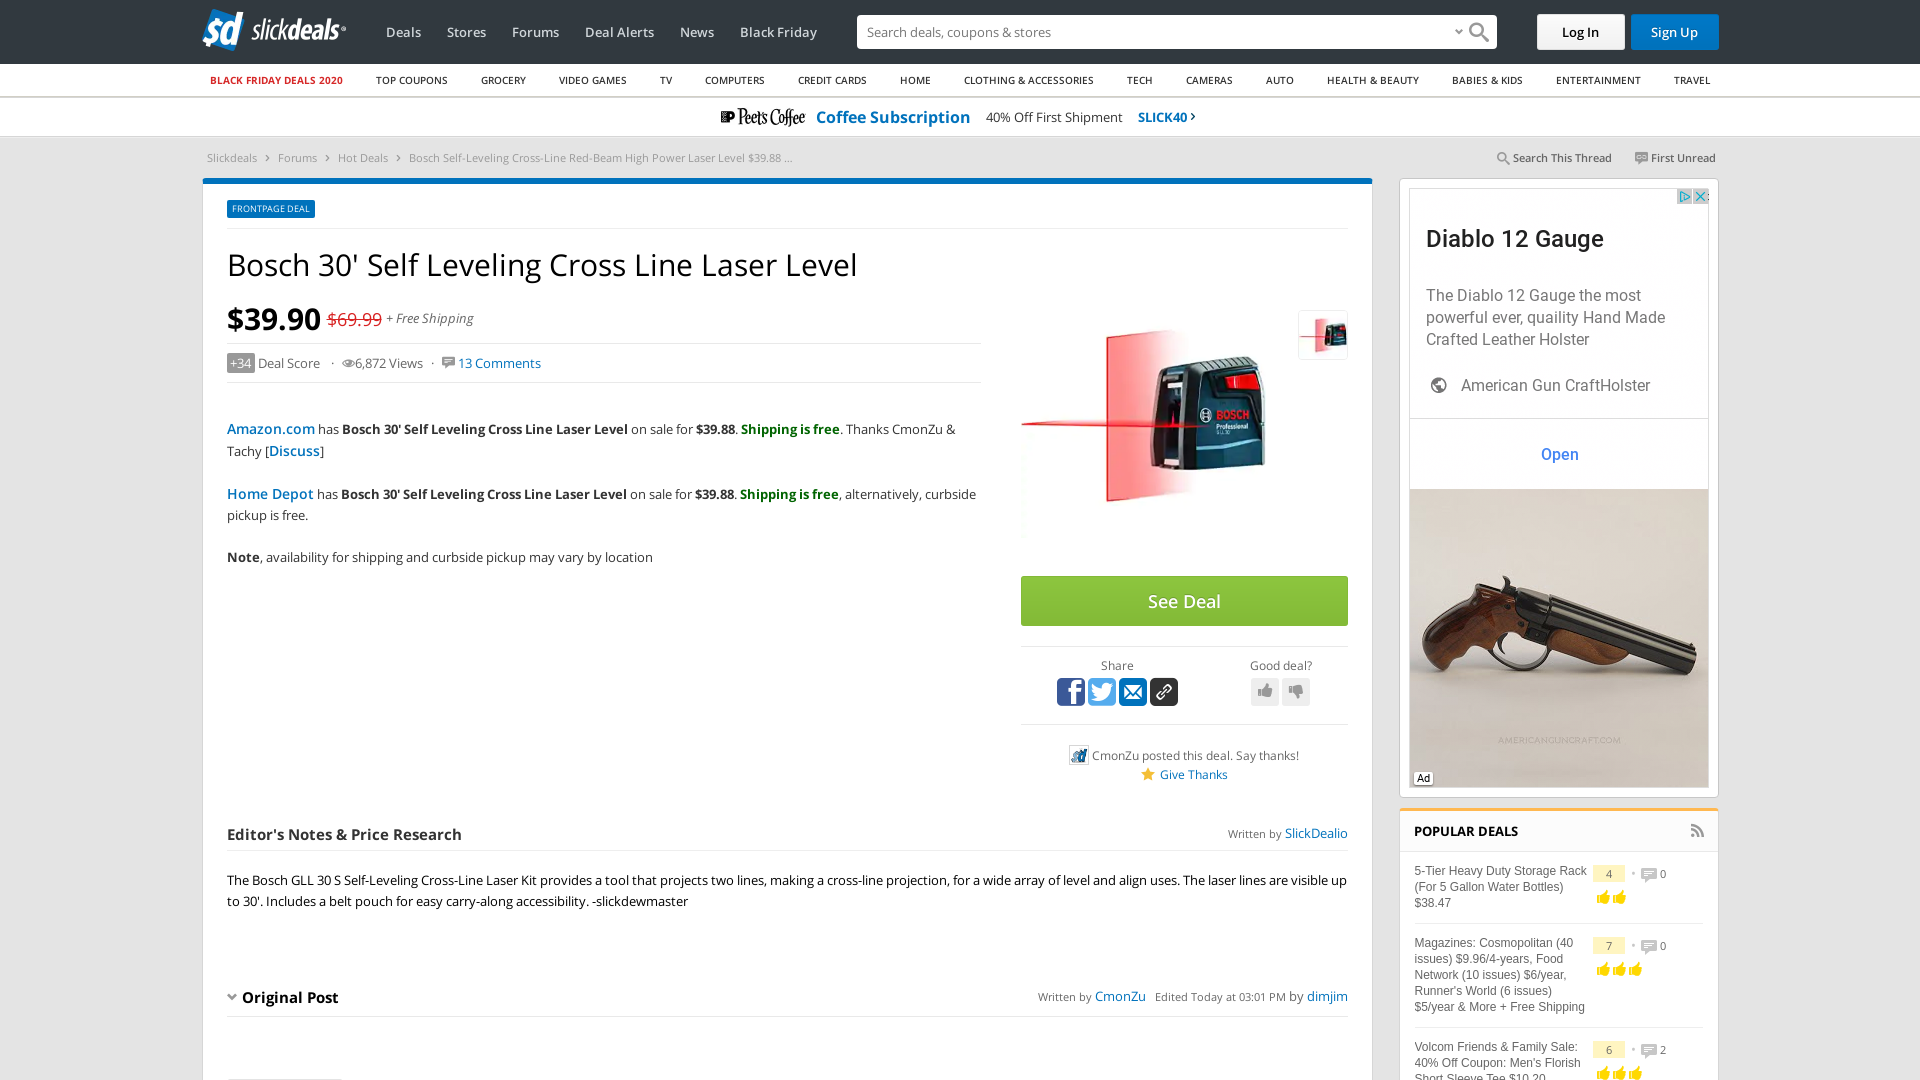 slickdeals
Deals
Stores
Forums
Deal Alerts
News
Black Friday
Search deals, coupons & stores
Log In
Sign Up
BLACK FRIDAY DEALS 2020
TOP COUPONS
GROCERY
VIDEO GAMES
TV
COMPUTERS
CREDIT CARDS
HOME
CLOTHING & ACCESSORIES
TECH
CAMERAS
AUTO
HEALTH & BEAUTY
BABIES & KIDS
ENTERTAINMENT
TRAVEL
Peet's Coffee Coffee Subscription 40% Off First Shipment SLICK40 ›
Slickdeals › Forums › Hot Deals › Bosch Self-Leveling Cross-Line Red-Beam High Power Laser Level $39.88 ...
Search This Thread
First Unread
FRONTPAGE DEAL
Bosch 30' Self Leveling Cross Line Laser Level
$39.90 $69.99 + Free Shipping
+34 Deal Score · 6,872 Views · 13 Comments
Amazon.com has Bosch 30' Self Leveling Cross Line Laser Level on sale for $39.88. Shipping is free. Thanks CmonZu &
Tachy [Discuss]
Home Depot has Bosch 30' Self Leveling Cross Line Laser Level on sale for $39.88. Shipping is free, alternatively, curbside
pickup is free.
Note, availability for shipping and curbside pickup may vary by location
BOSCH
Professional
See Deal
Share
Good deal?
CmonZu posted this deal. Say thanks!
Give Thanks
Editor's Notes & Price Research
Written by SlickDealio
The Bosch GLL 30 S Self-Leveling Cross-Line Laser Kit provides a tool that projects two lines, making a cross-line projection, for a wide array of level and align uses. The laser lines are visible up
to 30'. Includes a belt pouch for easy carry-along accessibility. -slickdewmaster
Original Post
Written by CmonZu Edited Today at 03:01 PM by dimjim
Diablo 12 Gauge
The Diablo 12 Gauge the most
powerful ever, quaility Hand Made
Crafted Leather Holster
American Gun CraftHolster
Open
AMERICANGUNCRAFT.COM
Ad
POPULAR DEALS
5-Tier Heavy Duty Storage Rack
(For 5 Gallon Water Bottles)
$38.47
4 • 0
Magazines: Cosmopolitan (40
issues) $9.96/4-years, Food
Network (10 issues) $6/year,
Runner's World (6 issues)
$5/year & More + Free Shipping
7 • 0
Volcom Friends & Family Sale:
40% Off Coupon: Men's Florish
Short Sleeve Tee $10.20
6 • 2